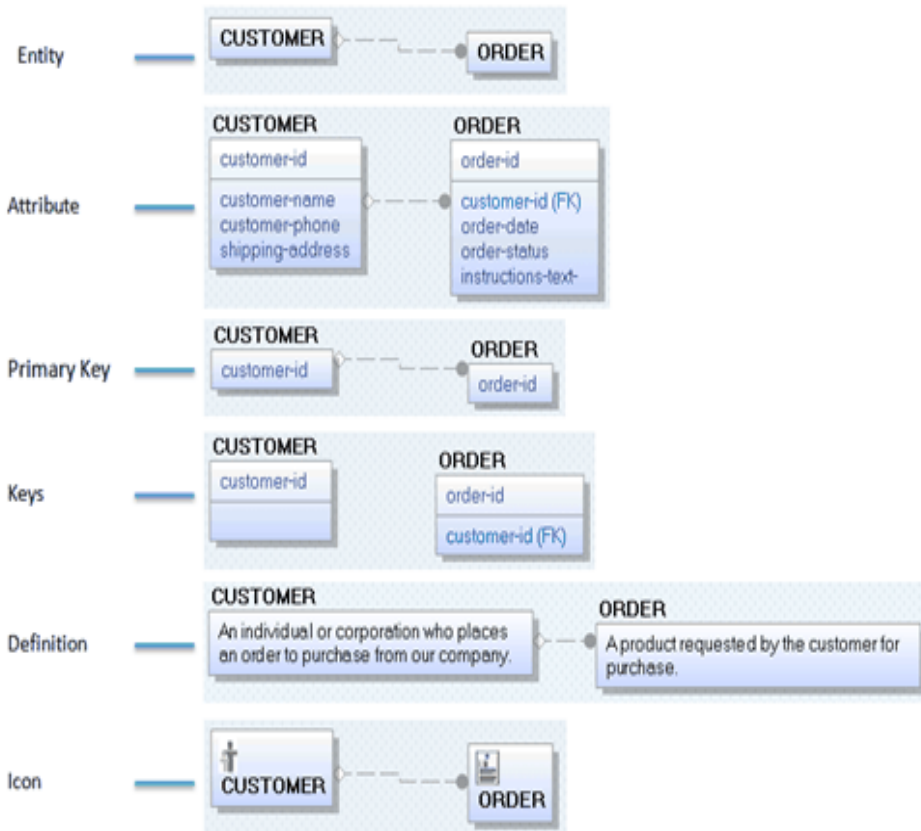 Entity
CUSTOMER
ORDER
Attribute
CUSTOMER
customer-id
customer-name
customer-phone
shipping-address
ORDER
order-id
customer-id (FK)
order-date
order-status
instructions-text-
Primary Key
CUSTOMER
customer-id
ORDER
order-id
Keys
CUSTOMER
customer-id
ORDER
order-id
customer-id (FK)
Definition
CUSTOMER
An individual or corporation who places
an order to purchase from our company.
ORDER
A product requested by the customer for
purchase.
Icon
CUSTOMER
ORDER